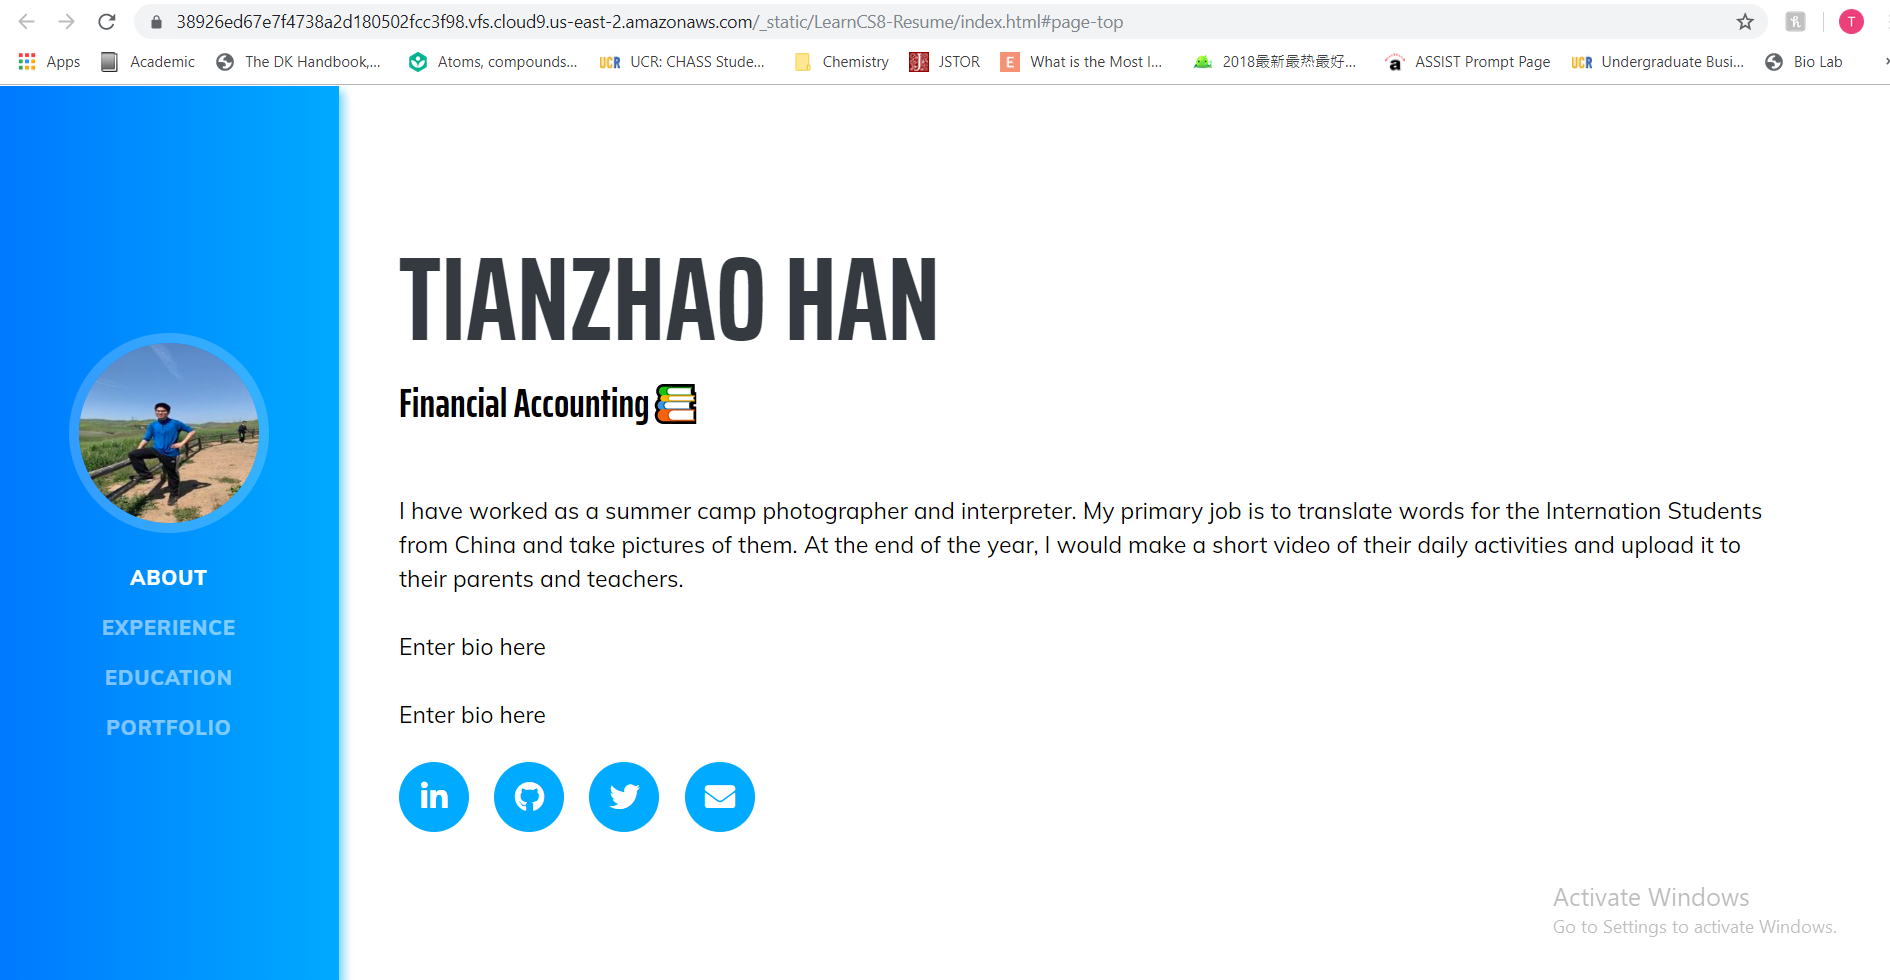 38926ed67e7f4738a2d180502fcc3f98.vfs.cloud9.us-east-2.amazonaws.com/_static/LearnCS8-Resume/index.html#page-top
T
Apps Academic The DK Handbook,... Atoms, compounds... UCR UCR: CHASS Stude... Chemistry JSTOR E What is the Most I... 2018最新最热最好... a ASSIST Prompt Page UCR Undergraduate Busi... Bio Lab
TIANZHAO HAN
Financial Accounting
I have worked as a summer camp photographer and interpreter. My primary job is to translate words for the Internation Students
from China and take pictures of them. At the end of the year, I would make a short video of their daily activities and upload it to
their parents and teachers.
Enter bio here
Enter bio here
in
ABOUT
EXPERIENCE
EDUCATION
PORTFOLIO
Activate Windows
Go to Settings to activate Windows.